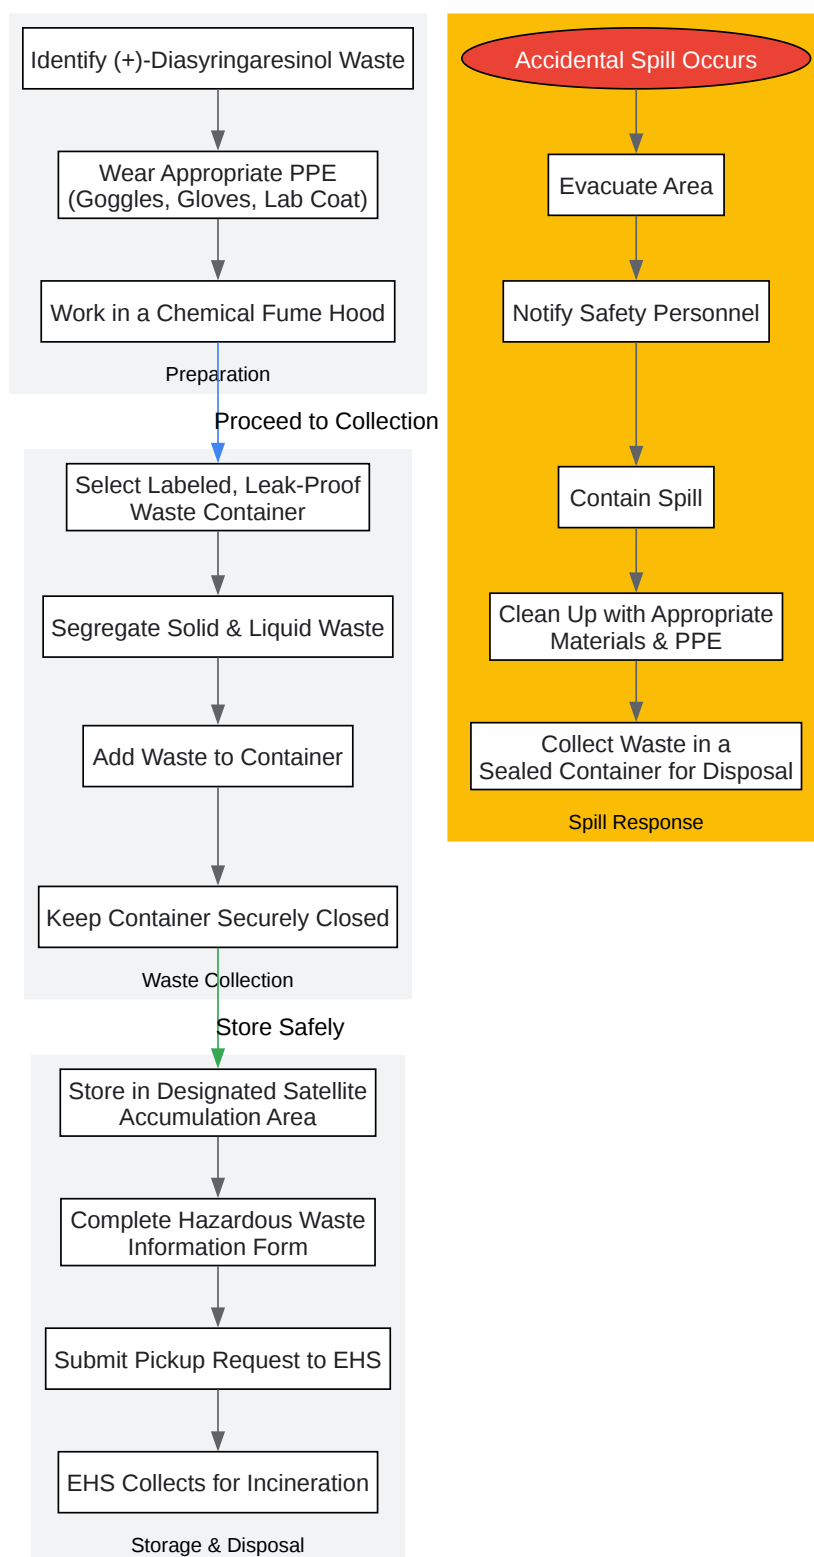 Identify (+)-Diasyringaresinol Waste
Wear Appropriate PPE
(Goggles, Gloves, Lab Coat)
Work in a Chemical Fume Hood
Preparation
Proceed to Collection
Select Labeled, Leak-Proof
Waste Container
Segregate Solid & Liquid Waste
Add Waste to Container
Keep Container Securely Closed
Waste Collection
Store Safely
Store in Designated Satellite
Accumulation Area
Complete Hazardous Waste
Information Form
Submit Pickup Request to EHS
EHS Collects for Incineration
Storage & Disposal
Accidental Spill Occurs
Evacuate Area
Notify Safety Personnel
Contain Spill
Clean Up with Appropriate
Materials & PPE
Collect Waste in a
Sealed Container for Disposal
Spill Response